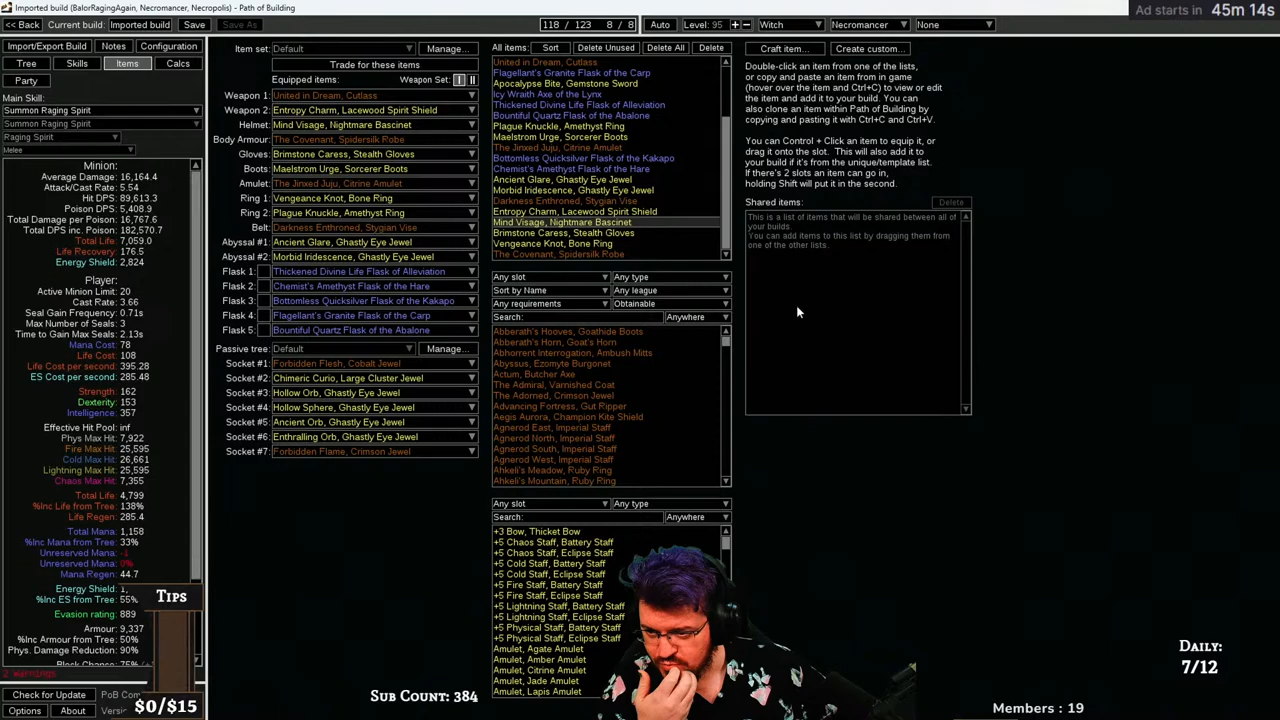 Imported build (BalorRagingAgain, Necromancer, Necropolis) - Path of Building
Ad starts in 45m 14s
<< Back
Current build: Imported build
Save
Save As
118 / 123
8 / 8
Auto
Level: 95
Witch
Necromancer
None
Import/Export Build
Notes
Configuration
Tree
Skills
Items
Calcs
Party
Main Skill:
Summon Raging Spirit
Summon Raging Spirit
Raging Spirit
Melee
Minion:
Average Damage: 16,164.4
Attack/Cast Rate: 5.54
Hit DPS: 89,613.3
Poison DPS: 5,408.9
Total Damage per Poison: 16,767.6
Total DPS inc. Poison: 182,570.7
Total Life: 7,059.0
Life Recovery: 176.5
Energy Shield: 2,824
Player:
Active Minion Limit: 20
Cast Rate: 3.66
Seal Gain Frequency: 0.71s
Max Number of Seals: 3
Time to Gain Max Seals: 2.13s
Mana Cost: 78
Life Cost: 108
Life Cost per second: 395.28
ES Cost per second: 285.48
Strength: 162
Dexterity: 153
Intelligence: 357
Effective Hit Pool: inf
Phys Max Hit: 7,922
Fire Max Hit: 25,595
Cold Max Hit: 26,661
Lightning Max Hit: 25,595
Chaos Max Hit: 7,355
Total Life: 4,799
%Inc Life from Tree: 138%
Life Regen: 285.4
Total Mana: 1,158
%Inc Mana from Tree: 33%
Unreserved Mana: -1
Unreserved Mana: 0%
Mana Regen: 44.7
Energy Shield: 1,
%Inc ES from Tree: 55%
Evasion rating: 889
Armour: 9,337
%Inc Armour from Tree: 50%
Phys. Damage Reduction: 90%
Block Chance: 75%
2 Warnings
Check for Update
PoB Com
Options
About
Versi
Tips
$0/$15
Item set:
Default
Manage...
Trade for these items
Equipped items:
Weapon Set:
I
II
Weapon 1: United in Dream, Cutlass
Weapon 2: Entropy Charm, Lacewood Spirit Shield
Helmet: Mind Visage, Nightmare Bascinet
Body Armour: The Covenant, Spidersilk Robe
Gloves: Brimstone Caress, Stealth Gloves
Boots: Maelstrom Urge, Sorcerer Boots
Amulet: The Jinxed Juju, Citrine Amulet
Ring 1: Vengeance Knot, Bone Ring
Ring 2: Plague Knuckle, Amethyst Ring
Belt: Darkness Enthroned, Stygian Vise
Abyssal #1: Ancient Glare, Ghastly Eye Jewel
Abyssal #2: Morbid Iridescence, Ghastly Eye Jewel
Flask 1: Thickened Divine Life Flask of Alleviation
Flask 2: Chemist's Amethyst Flask of the Hare
Flask 3: Bottomless Quicksilver Flask of the Kakapo
Flask 4: Flagellant's Granite Flask of the Carp
Flask 5: Bountiful Quartz Flask of the Abalone
Passive tree:
Default
Manage...
Socket #1: Forbidden Flesh, Cobalt Jewel
Socket #2: Chimeric Curio, Large Cluster Jewel
Socket #3: Hollow Orb, Ghastly Eye Jewel
Socket #4: Hollow Sphere, Ghastly Eye Jewel
Socket #5: Ancient Orb, Ghastly Eye Jewel
Socket #6: Enthralling Orb, Ghastly Eye Jewel
Socket #7: Forbidden Flame, Crimson Jewel
Sub Count: 384
All items:
Sort
Delete Unused
Delete All
Delete
United in Dream, Cutlass
Flagellant's Granite Flask of the Carp
Apocalypse Bite, Gemstone Sword
Icy Wraith Axe of the Lynx
Thickened Divine Life Flask of Alleviation
Bountiful Quartz Flask of the Abalone
Plague Knuckle, Amethyst Ring
Maelstrom Urge, Sorcerer Boots
The Jinxed Juju, Citrine Amulet
Bottomless Quicksilver Flask of the Kakapo
Chemist's Amethyst Flask of the Hare
Ancient Glare, Ghastly Eye Jewel
Morbid Iridescence, Ghastly Eye Jewel
Darkness Enthroned, Stygian Vise
Entropy Charm, Lacewood Spirit Shield
Mind Visage, Nightmare Bascinet
Brimstone Caress, Stealth Gloves
Vengeance Knot, Bone Ring
The Covenant, Spidersilk Robe
Any slot
Any type
Sort by Name
Any league
Any requirements
Obtainable
Search:
Anywhere
Abberath's Hooves, Goathide Boots
Abberath's Horn, Goat's Horn
Abhorrent Interrogation, Ambush Mitts
Abyssus, Ezomyte Burgonet
Actum, Butcher Axe
The Admiral, Varnished Coat
The Adorned, Crimson Jewel
Advancing Fortress, Gut Ripper
Aegis Aurora, Champion Kite Shield
Agnerod East, Imperial Staff
Agnerod North, Imperial Staff
Agnerod South, Imperial Staff
Agnerod West, Imperial Staff
Ahkeli's Meadow, Ruby Ring
Ahkeli's Mountain, Ruby Ring
Any slot
Any type
Search:
Anywhere
+3 Bow, Thicket Bow
+5 Chaos Staff, Battery Staff
+5 Chaos Staff, Eclipse Staff
+5 Cold Staff, Battery Staff
+5 Cold Staff, Eclipse Staff
+5 Fire Staff, Battery Staff
+5 Fire Staff, Eclipse Staff
+5 Lightning Staff, Battery Staff
+5 Lightning Staff, Eclipse Staff
+5 Physical Staff, Battery Staff
+5 Physical Staff, Eclipse Staff
Amulet, Agate Amulet
Amulet, Amber Amulet
Amulet, Citrine Amulet
Amulet, Jade Amulet
Amulet, Lapis Amulet
Craft item...
Create custom...
Double-click an item from one of the lists,
or copy and paste an item from in game
(hover over the item and Ctrl+C) to view or edit
the item and add it to your build. You can
also clone an item within Path of Building by
copying and pasting it with Ctrl+C and Ctrl+V.
You can Control + Click an item to equip it, or
drag it onto the slot. This will also add it to
your build if it's from the unique/template list.
If there's 2 slots an item can go in,
holding Shift will put it in the second.
Shared items:
Delete
This is a list of items that will be shared between all of
your builds.
You can add items to this list by dragging them from
one of the other lists.
Daily:
7/12
Members : 19